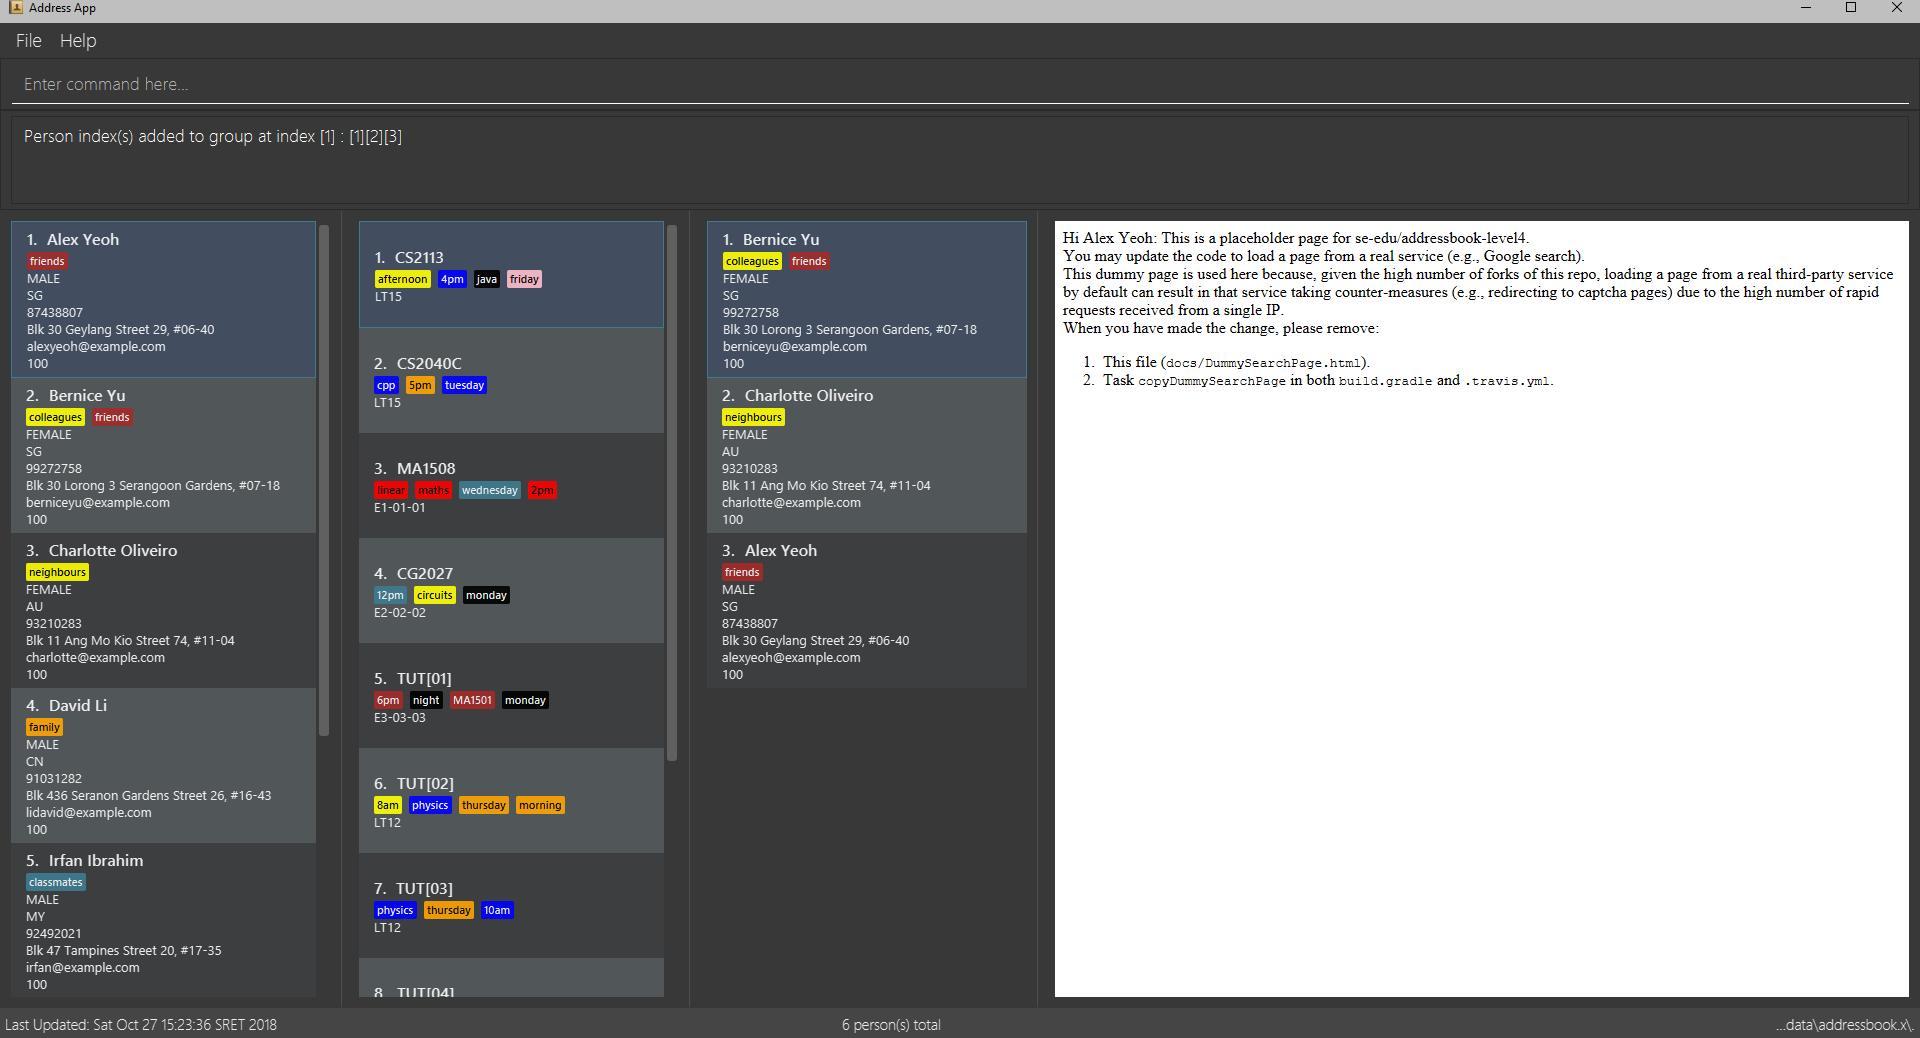 Address App
File Help
Enter command here...
Person index(s) added to group at index [1] : [1][2][3]
1. Alex Yeoh
friends
MALE
SG
87438807
Blk 30 Geylang Street 29, #06-40
alexyeoh@example.com
100
2. Bernice Yu
colleagues friends
FEMALE
SG
99272758
Blk 30 Lorong 3 Serangoon Gardens, #07-18
berniceyu@example.com
100
3. Charlotte Oliveiro
neighbours
FEMALE
AU
93210283
Blk 11 Ang Mo Kio Street 74, #11-04
charlotte@example.com
100
4. David Li
family
MALE
CN
91031282
Blk 436 Seranon Gardens Street 26, #16-43
lidavid@example.com
100
5. Irfan Ibrahim
classmates
MALE
MY
92492021
Blk 47 Tampines Street 20, #17-35
irfan@example.com
100
1. CS2113
afternoon 4pm java friday
LT15
2. CS2040C
cpp 5pm tuesday
LT15
3. MA1508
linear maths wednesday 2pm
E1-01-01
4. CG2027
12pm circuits monday
E2-02-02
5. TUT[01]
6pm night MA1501 monday
E3-03-03
6. TUT[02]
8am physics thursday morning
LT12
7. TUT[03]
physics thursday 10am
LT12
8. TUT[04]
1. Bernice Yu
colleagues friends
FEMALE
SG
99272758
Blk 30 Lorong 3 Serangoon Gardens, #07-18
berniceyu@example.com
100
2. Charlotte Oliveiro
neighbours
FEMALE
AU
93210283
Blk 11 Ang Mo Kio Street 74, #11-04
charlotte@example.com
100
3. Alex Yeoh
friends
MALE
SG
87438807
Blk 30 Geylang Street 29, #06-40
alexyeoh@example.com
100
Hi Alex Yeoh: This is a placeholder page for se-edu/addressbook-level4.
You may update the code to load a page from a real service (e.g., Google search).
This dummy page is used here because, given the high number of forks of this repo, loading a page from a real third-party service
by default can result in that service taking counter-measures (e.g., redirecting to captcha pages) due to the high number of rapid
requests received from a single IP.
When you have made the change, please remove:
1. This file (docs/DummySearchPage.html).
2. Task copyDummySearchPage in both build.gradle and .travis.yml.
Last Updated: Sat Oct 27 15:23:36 SRET 2018
6 person(s) total
...data\addressbook.x\.